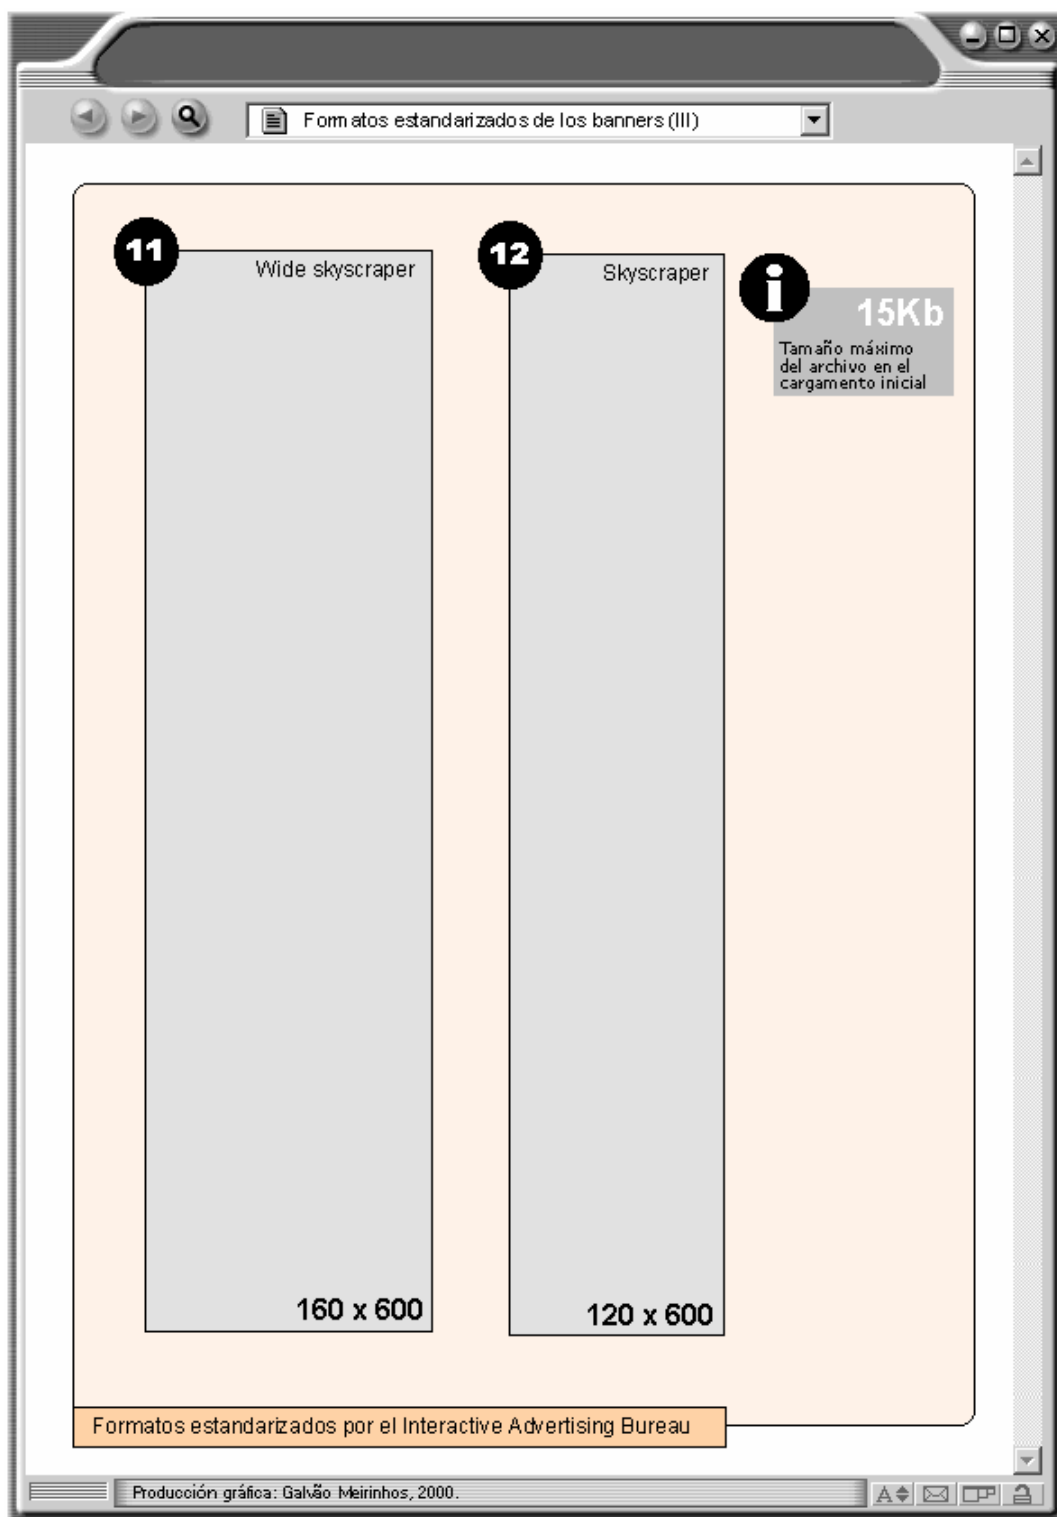 Formatos estandarizados de los banners (III)
11
Wide skyscraper
12
Skyscraper
i
15Kb
Tamaño máximo
del archivo en el
cargamento inicial
160 x 600
120 x 600
Formatos estandarizados por el Interactive Advertising Bureau
Producción gráfica: Galvão Meirinhos, 2000.
A